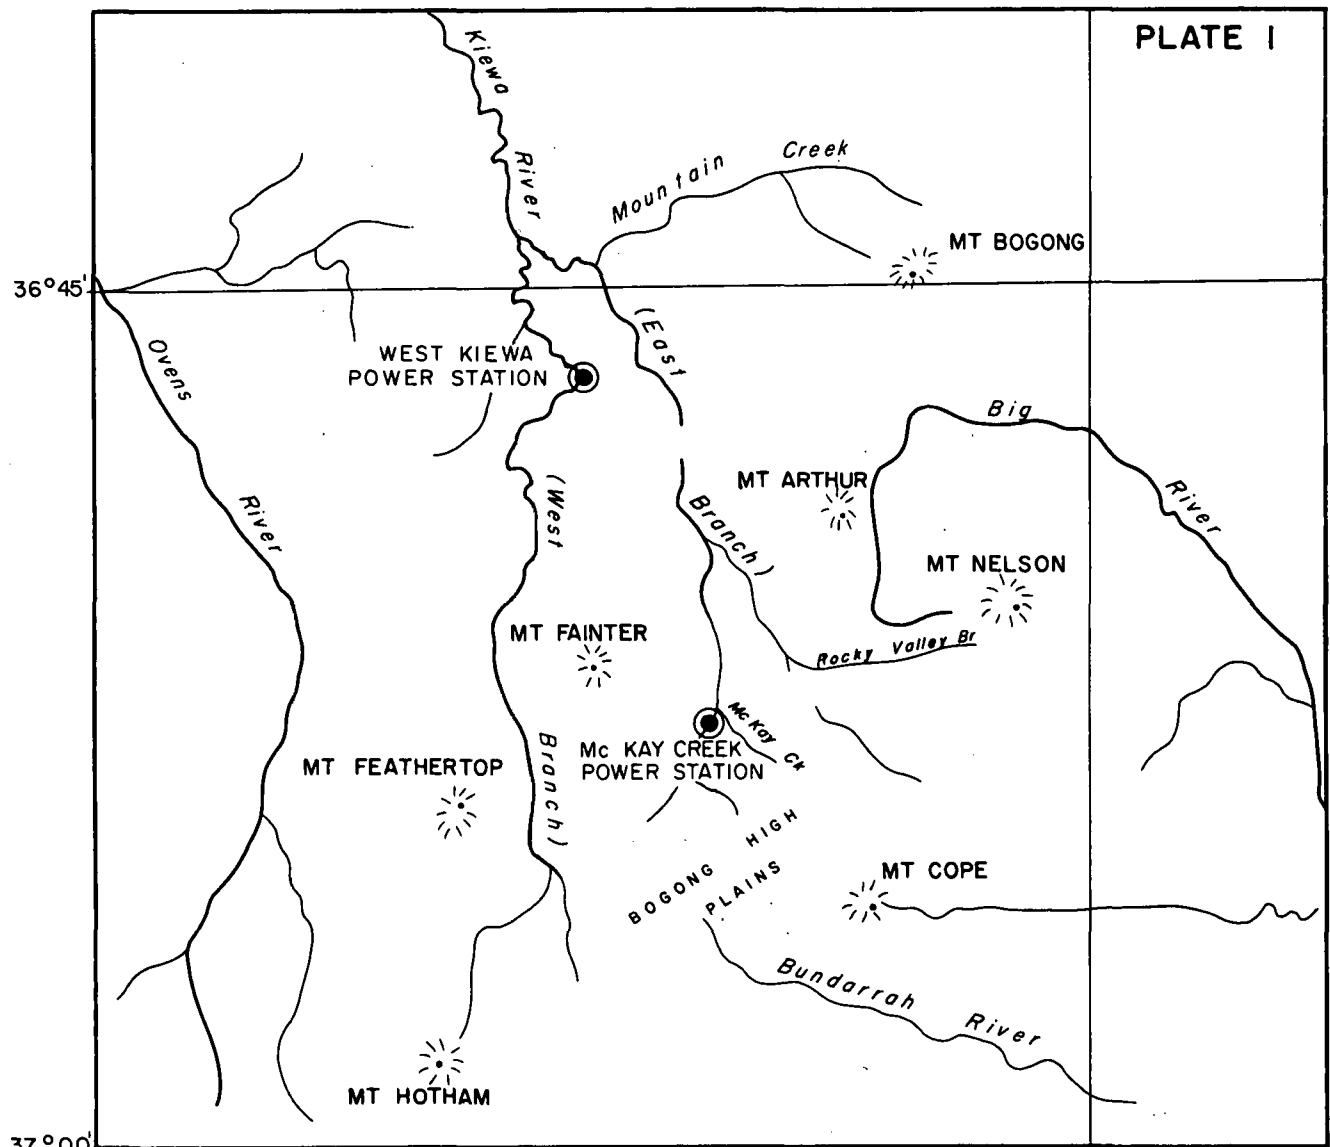 PLATE I
Kiewa River
Mountain Creek
MT BOGONG
36°45'
(East Branch)
WEST KIEWA
POWER STATION
Ovens River
Big River
MT ARTHUR
(West Branch)
MT NELSON
MT FAINTER
Rocky Valley Br
Mc Kay Ck
Mc KAY CREEK
POWER STATION
MT FEATHERTOP
BOGONG HIGH
PLAINS
MT COPE
Bundarrah River
MT HOTHAM
37°00'